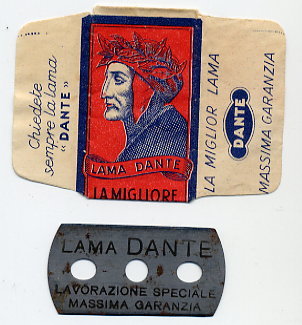 Chiedete
sempre la lama
« DANTE »
LAMA DANTE
LA MIGLIORE
LA MIGLIOR LAMA
DANTE
MASSIMA GARANZIA
LAMA DANTE
LAVORAZIONE SPECIALE
MASSIMA GARANZIA